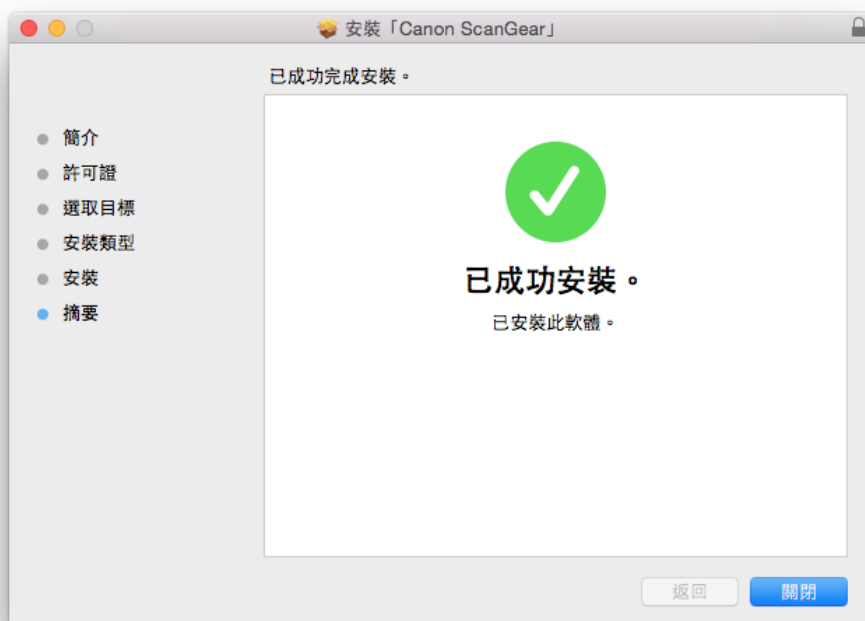 安裝「Canon ScanGear」
已成功完成安裝。
簡介
許可證
選取目標
安裝類型
安裝
摘要
已成功安裝。
已安裝此軟體。
返回
關閉